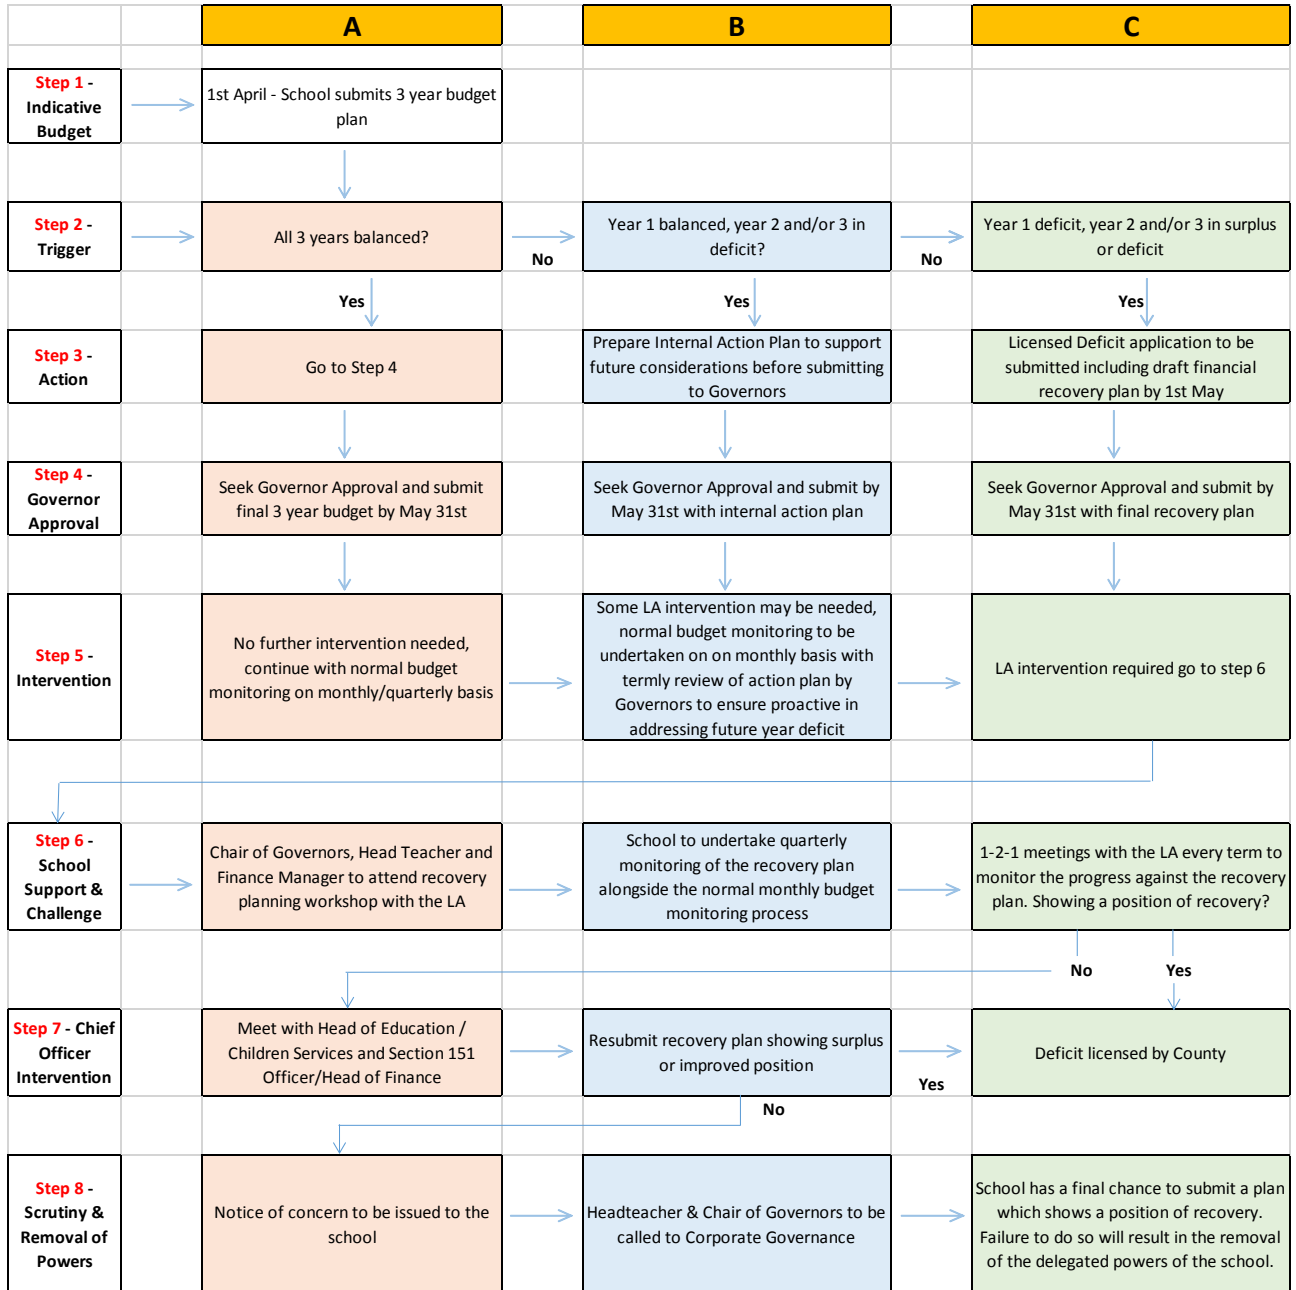 A
B
C
Step 1 -
Indicative
Budget
1st April - School submits 3 year budget
plan
Step 2 -
Trigger
All 3 years balanced?
No
Year 1 balanced, year 2 and/or 3 in
deficit?
No
Year 1 deficit, year 2 and/or 3 in surplus
or deficit
Yes
Yes
Yes
Step 3 -
Action
Go to Step 4
Prepare Internal Action Plan to support
future considerations before submitting
to Governors
Licensed Deficit application to be
submitted including draft financial
recovery plan by 1st May
Step 4 -
Governor
Approval
Seek Governor Approval and submit
final 3 year budget by May 31st
Seek Governor Approval and submit by
May 31st with internal action plan
Seek Governor Approval and submit by
May 31st with final recovery plan
Step 5 -
Intervention
No further intervention needed,
continue with normal budget
monitoring on monthly/quarterly basis
Some LA intervention may be needed,
normal budget monitoring to be
undertaken on on monthly basis with
termly review of action plan by
Governors to ensure proactive in
addressing future year deficit
LA intervention required go to step 6
Step 6 -
School
Support &
Challenge
Chair of Governors, Head Teacher and
Finance Manager to attend recovery
planning workshop with the LA
School to undertake quarterly
monitoring of the recovery plan
alongside the normal monthly budget
monitoring process
1-2-1 meetings with the LA every term to
monitor the progress against the recovery
plan. Showing a position of recovery?
No
Yes
Step 7 - Chief
Officer
Intervention
Meet with Head of Education /
Children Services and Section 151
Officer/Head of Finance
Resubmit recovery plan showing surplus
or improved position
Yes
Deficit licensed by County
No
Step 8 -
Scrutiny &
Removal of
Powers
Notice of concern to be issued to the
school
Headteacher & Chair of Governors to be
called to Corporate Governance
School has a final chance to submit a plan
which shows a position of recovery.
Failure to do so will result in the removal
of the delegated powers of the school.